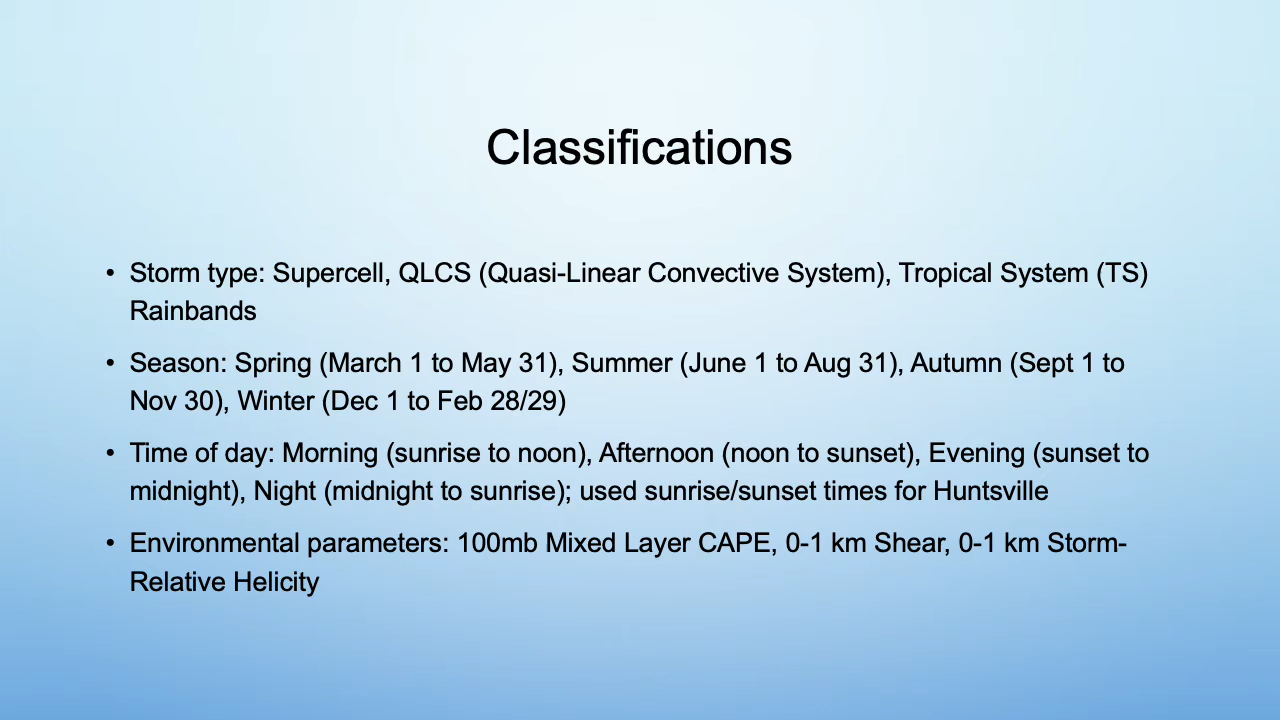 Classifications
• Storm type: Supercell, QLCS (Quasi-Linear Convective System), Tropical System (TS)
Rainbands
• Season: Spring (March 1 to May 31), Summer (June 1 to Aug 31), Autumn (Sept 1 to
Nov 30), Winter (Dec 1 to Feb 28/29)
• Time of day: Morning (sunrise to noon), Afternoon (noon to sunset), Evening (sunset to
midnight), Night (midnight to sunrise); used sunrise/sunset times for Huntsville
• Environmental parameters: 100mb Mixed Layer CAPE, 0-1 km Shear, 0-1 km Storm-
Relative Helicity